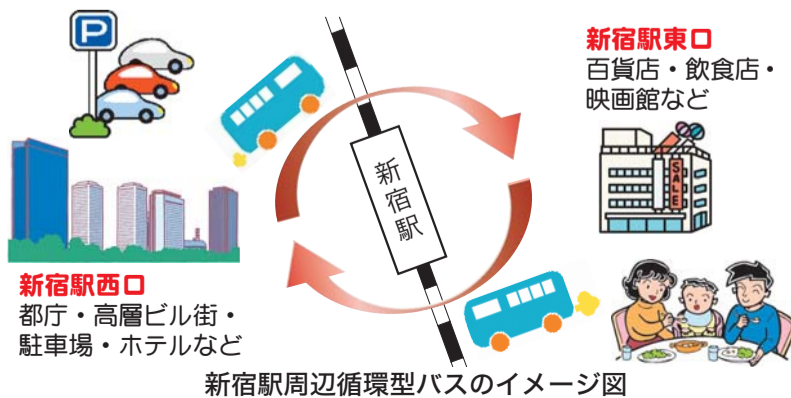 P
新宿駅東口
百貨店・飲食店・
映画館など
SALE
新宿駅
新宿駅西口
都庁・高層ビル街・
駐車場・ホテルなど
新宿駅周辺循環型バスのイメージ図